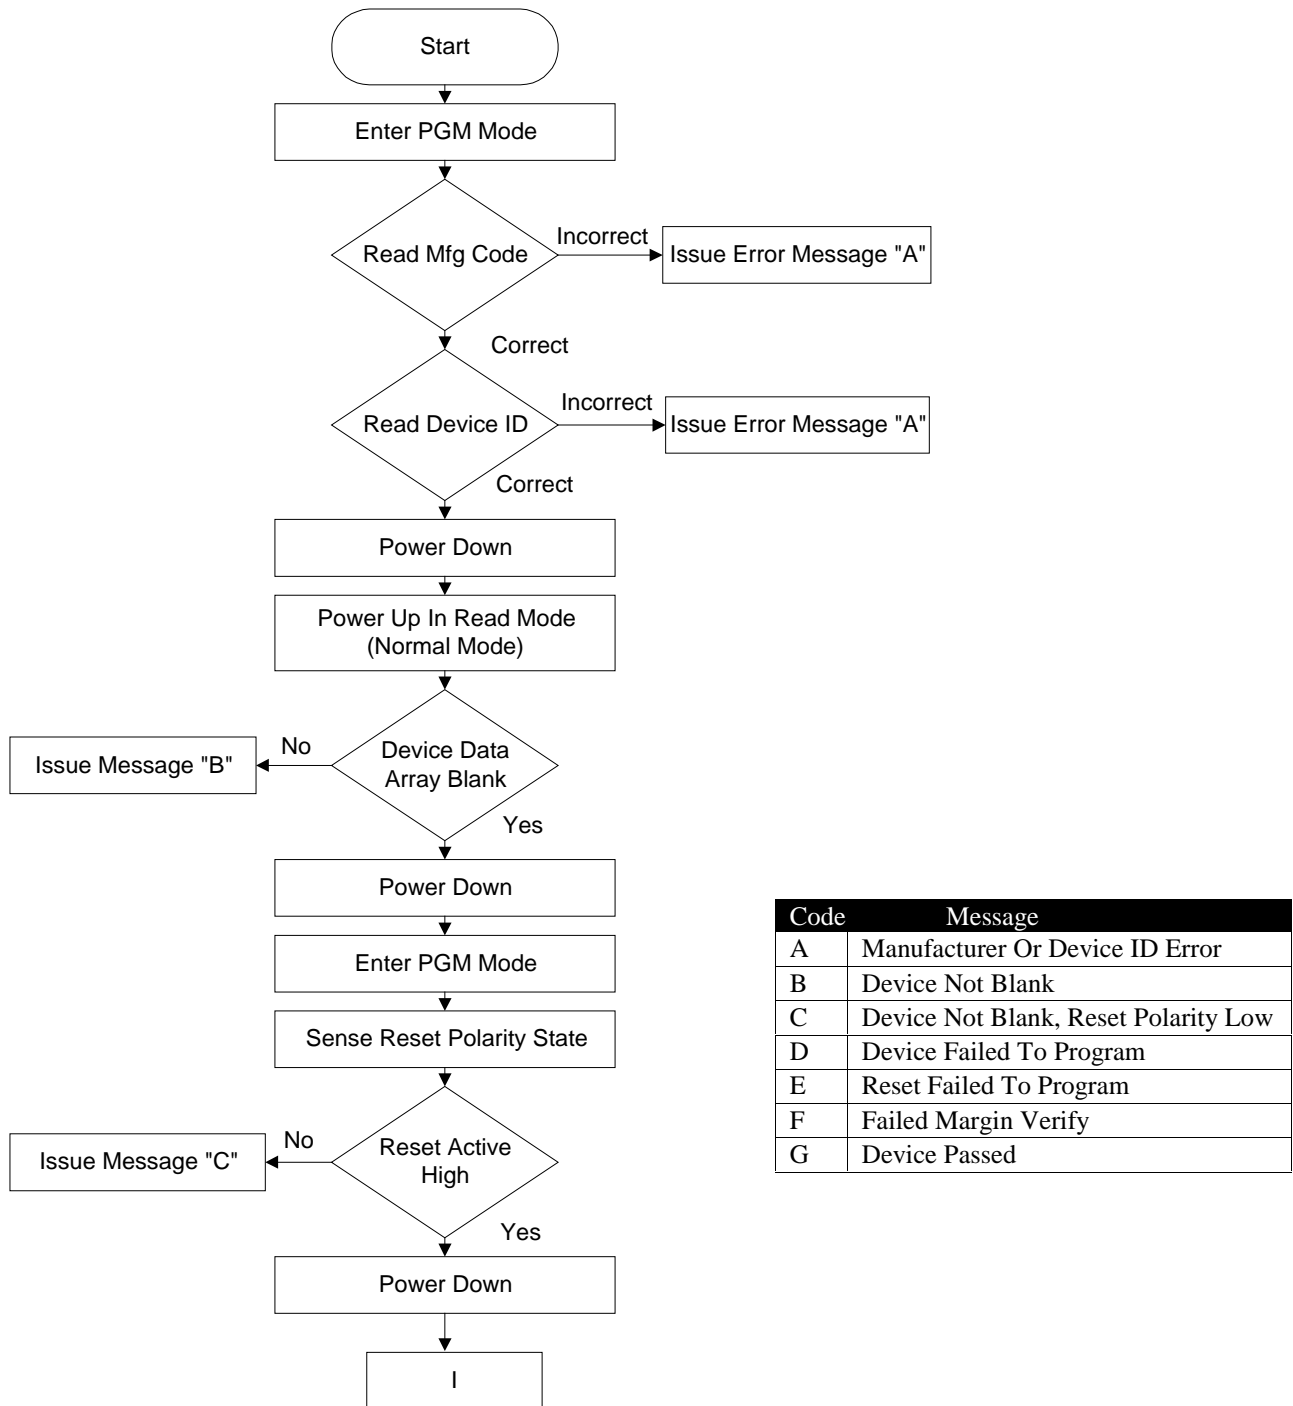 Start
Enter PGM Mode
Read Mfg Code
Incorrect
Issue Error Message "A"
Correct
Read Device ID
Incorrect
Issue Error Message "A"
Correct
Power Down
Power Up In Read Mode
(Normal Mode)
Device Data
Array Blank
No
Issue Message "B"
Yes
Power Down
Enter PGM Mode
Sense Reset Polarity State
Reset Active
High
No
Issue Message "C"
Yes
Power Down
I
Code Message
A Manufacturer Or Device ID Error
B Device Not Blank
C Device Not Blank, Reset Polarity Low
D Device Failed To Program
E Reset Failed To Program
F Failed Margin Verify
G Device Passed